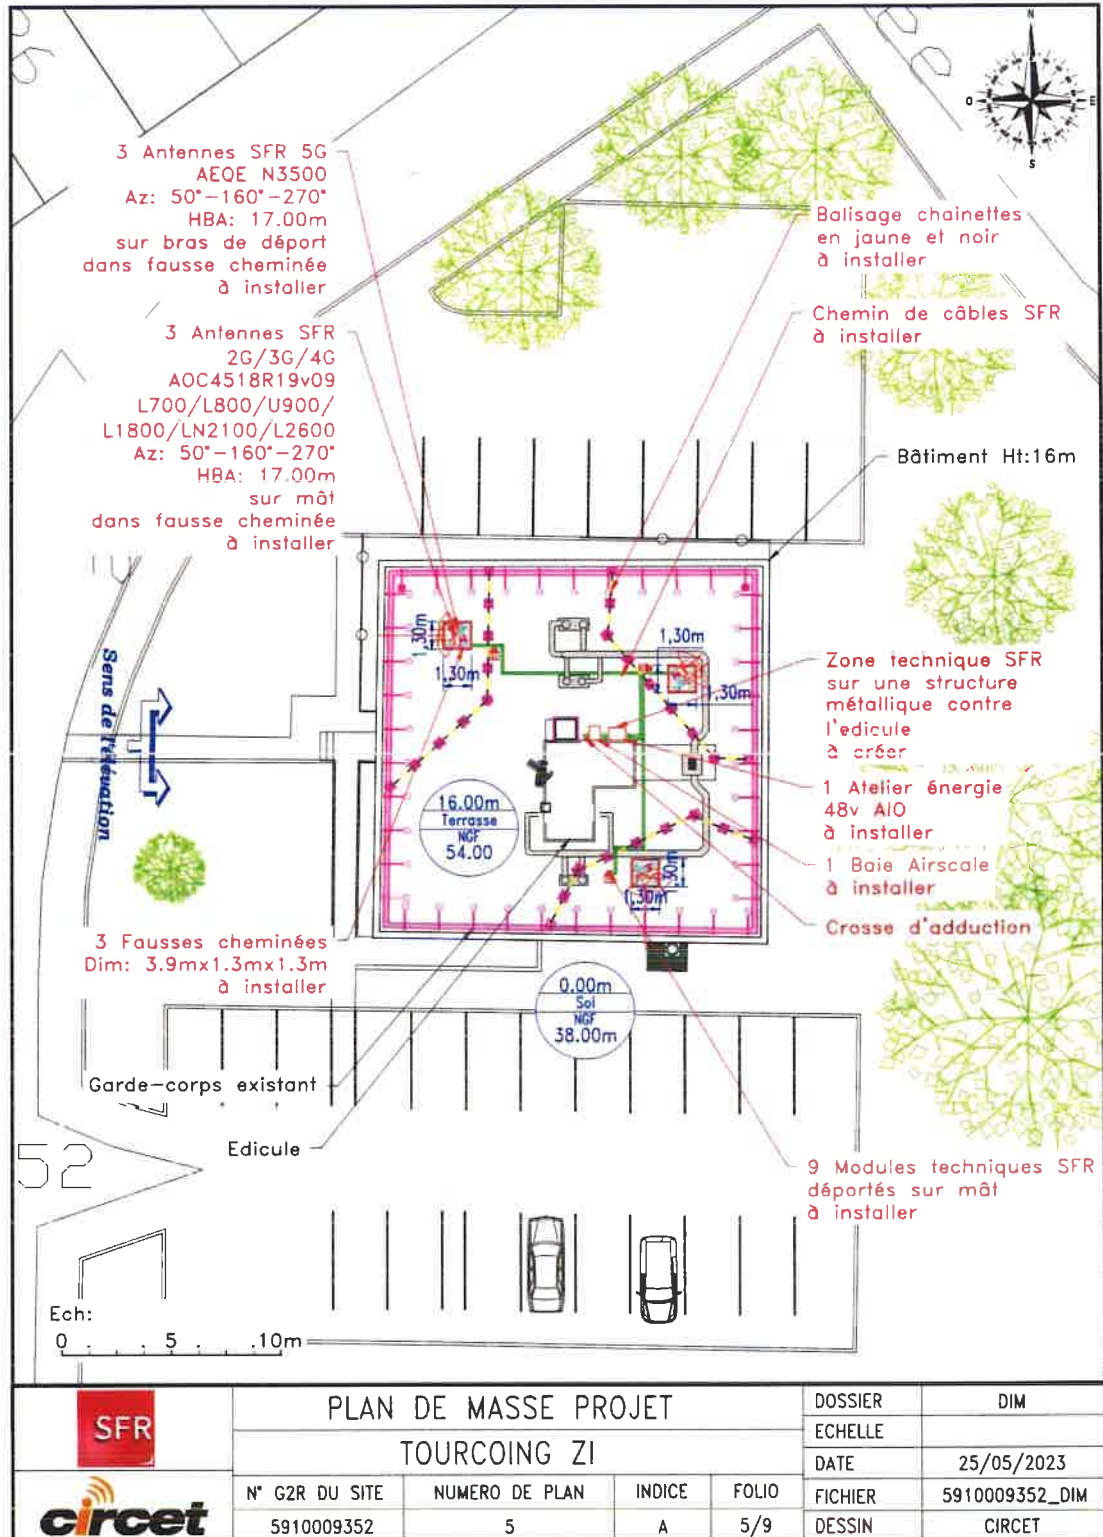 N
O
E
S
3 Antennes SFR 5G
AEQE N3500
Az: 50°-160°-270°
HBA: 17.00m
sur bras de déport
dans fausse cheminée
à installer
Balisage chainettes
en jaune et noir
à installer
Chemin de câbles SFR
à installer
3 Antennes SFR
2G/3G/4G
AOC4518R19v09
L700/L800/U900/
L1800/LN2100/L2600
Az: 50°-160°-270°
HBA: 17.00m
sur mât
dans fausse cheminée
à installer
Bâtiment Ht:16m
1,30m
1,30m
1,30m
1,30m
Sens de l'élévation
Zone technique SFR
sur une structure
métallique contre
l'edicule
à créer
1 Atelier énergie
48v AIO
à installer
1 Baie Airscale
à installer
Crosse d'adduction
16.00m
Terrasse
NGF
54.00
1,30m
1,30m
3 Fausses cheminées
Dim: 3.9mx1.3mx1.3m
à installer
0.00m
Sol
NGF
38.00m
Garde-corps existant
Edicule
52
9 Modules techniques SFR
déportés sur mât
à installer
Ech:
0 . 5 . .10m
SFR
circet
PLAN DE MASSE PROJET
TOURCOING ZI
N° G2R DU SITE NUMERO DE PLAN INDICE FOLIO
5910009352 5 A 5/9
DOSSIER DIM
ECHELLE
DATE 25/05/2023
FICHIER 5910009352_DIM
DESSIN CIRCET